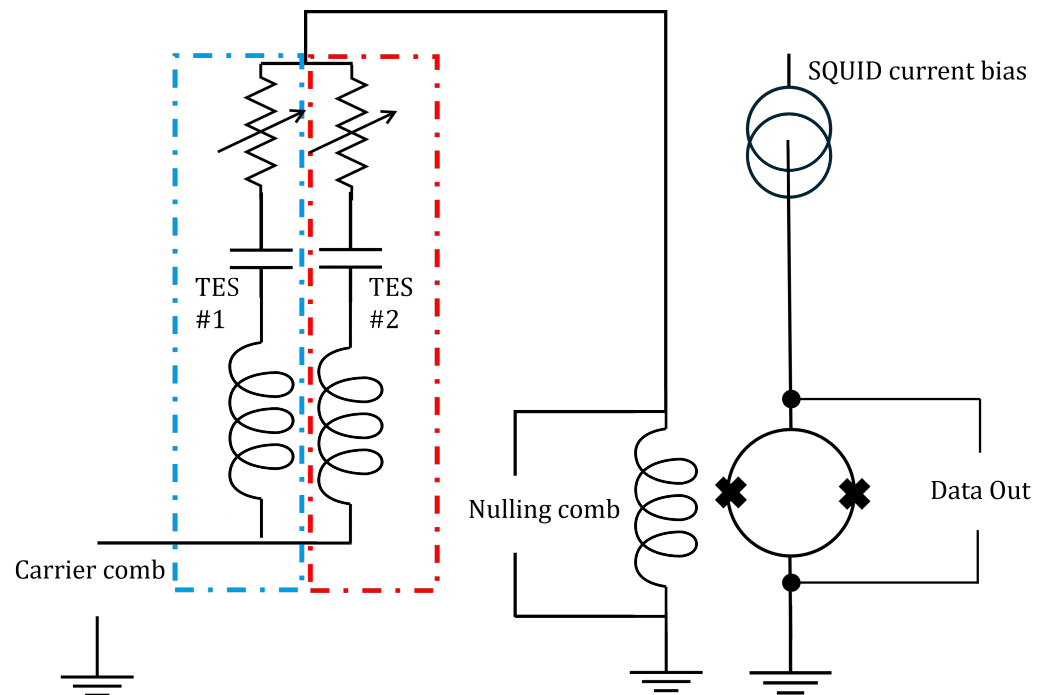 SQUID current bias
TES
#1
TES
#2
Nulling comb
Data Out
Carrier comb